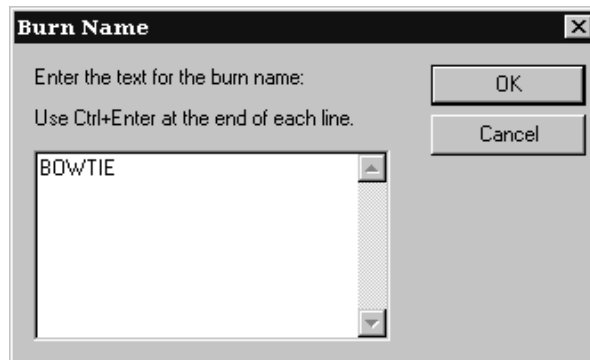 Burn Name
Enter the text for the burn name:
Use Ctrl+Enter at the end of each line.
BOWTIE
OK
Cancel